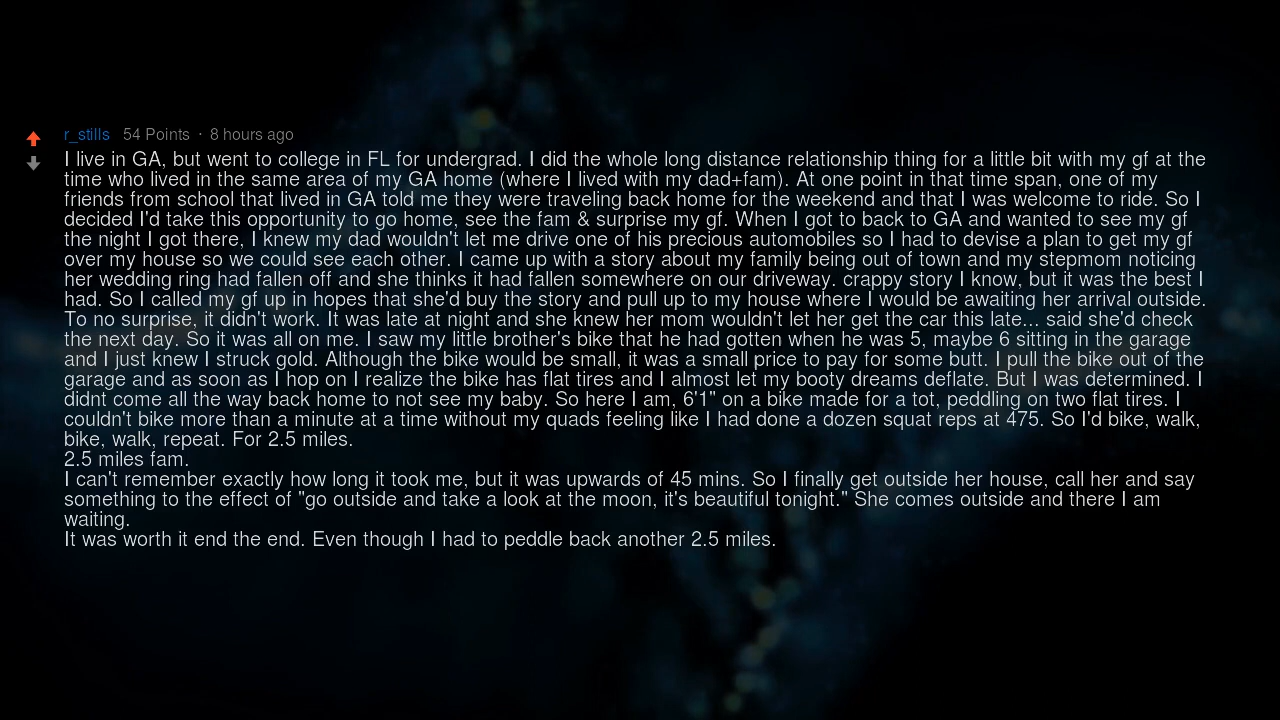 r_stills 54 Points · 8 hours ago
I live in GA, but went to college in FL for undergrad. I did the whole long distance relationship thing for a little bit with my gf at the
time who lived in the same area of my GA home (where I lived with my dad+fam). At one point in that time span, one of my
friends from school that lived in GA told me they were traveling back home for the weekend and that I was welcome to ride. So I
decided I'd take this opportunity to go home, see the fam & surprise my gf. When I got to back to GA and wanted to see my gf
the night I got there, I knew my dad wouldn't let me drive one of his precious automobiles so I had to devise a plan to get my gf
over my house so we could see each other. I came up with a story about my family being out of town and my stepmom noticing
her wedding ring had fallen off and she thinks it had fallen somewhere on our driveway. crappy story I know, but it was the best I
had. So I called my gf up in hopes that she'd buy the story and pull up to my house where I would be awaiting her arrival outside.
To no surprise, it didn't work. It was late at night and she knew her mom wouldn't let her get the car this late... said she'd check
the next day. So it was all on me. I saw my little brother's bike that he had gotten when he was 5, maybe 6 sitting in the garage
and I just knew I struck gold. Although the bike would be small, it was a small price to pay for some butt. I pull the bike out of the
garage and as soon as I hop on I realize the bike has flat tires and I almost let my booty dreams deflate. But I was determined. I
didnt come all the way back home to not see my baby. So here I am, 6'1" on a bike made for a tot, peddling on two flat tires. I
couldn't bike more than a minute at a time without my quads feeling like I had done a dozen squat reps at 475. So I'd bike, walk,
bike, walk, repeat. For 2.5 miles.
2.5 miles fam.
I can't remember exactly how long it took me, but it was upwards of 45 mins. So I finally get outside her house, call her and say
something to the effect of "go outside and take a look at the moon, it's beautiful tonight." She comes outside and there I am
waiting.
It was worth it end the end. Even though I had to peddle back another 2.5 miles.